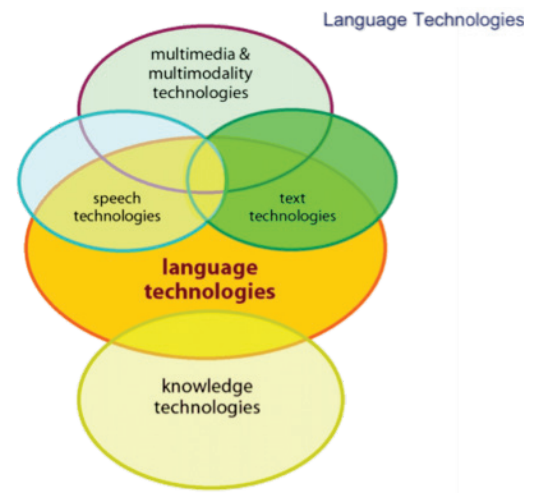 Language Technologies
multimedia &
multimodality
technologies
speech
technologies
text
technologies
language
technologies
knowledge
technologies